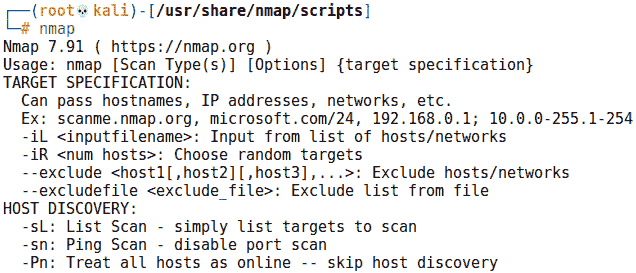 ┌──(root💀kali)-[/usr/share/nmap/scripts]
└─# nmap
Nmap 7.91 ( https://nmap.org )
Usage: nmap [Scan Type(s)] [Options] {target specification}
TARGET SPECIFICATION:
  Can pass hostnames, IP addresses, networks, etc.
  Ex: scanme.nmap.org, microsoft.com/24, 192.168.0.1; 10.0.0-255.1-254
  -iL <inputfilename>: Input from list of hosts/networks
  -iR <num hosts>: Choose random targets
  --exclude <host1[,host2][,host3],...>: Exclude hosts/networks
  --excludefile <exclude_file>: Exclude list from file
HOST DISCOVERY:
  -sL: List Scan - simply list targets to scan
  -sn: Ping Scan - disable port scan
  -Pn: Treat all hosts as online -- skip host discovery